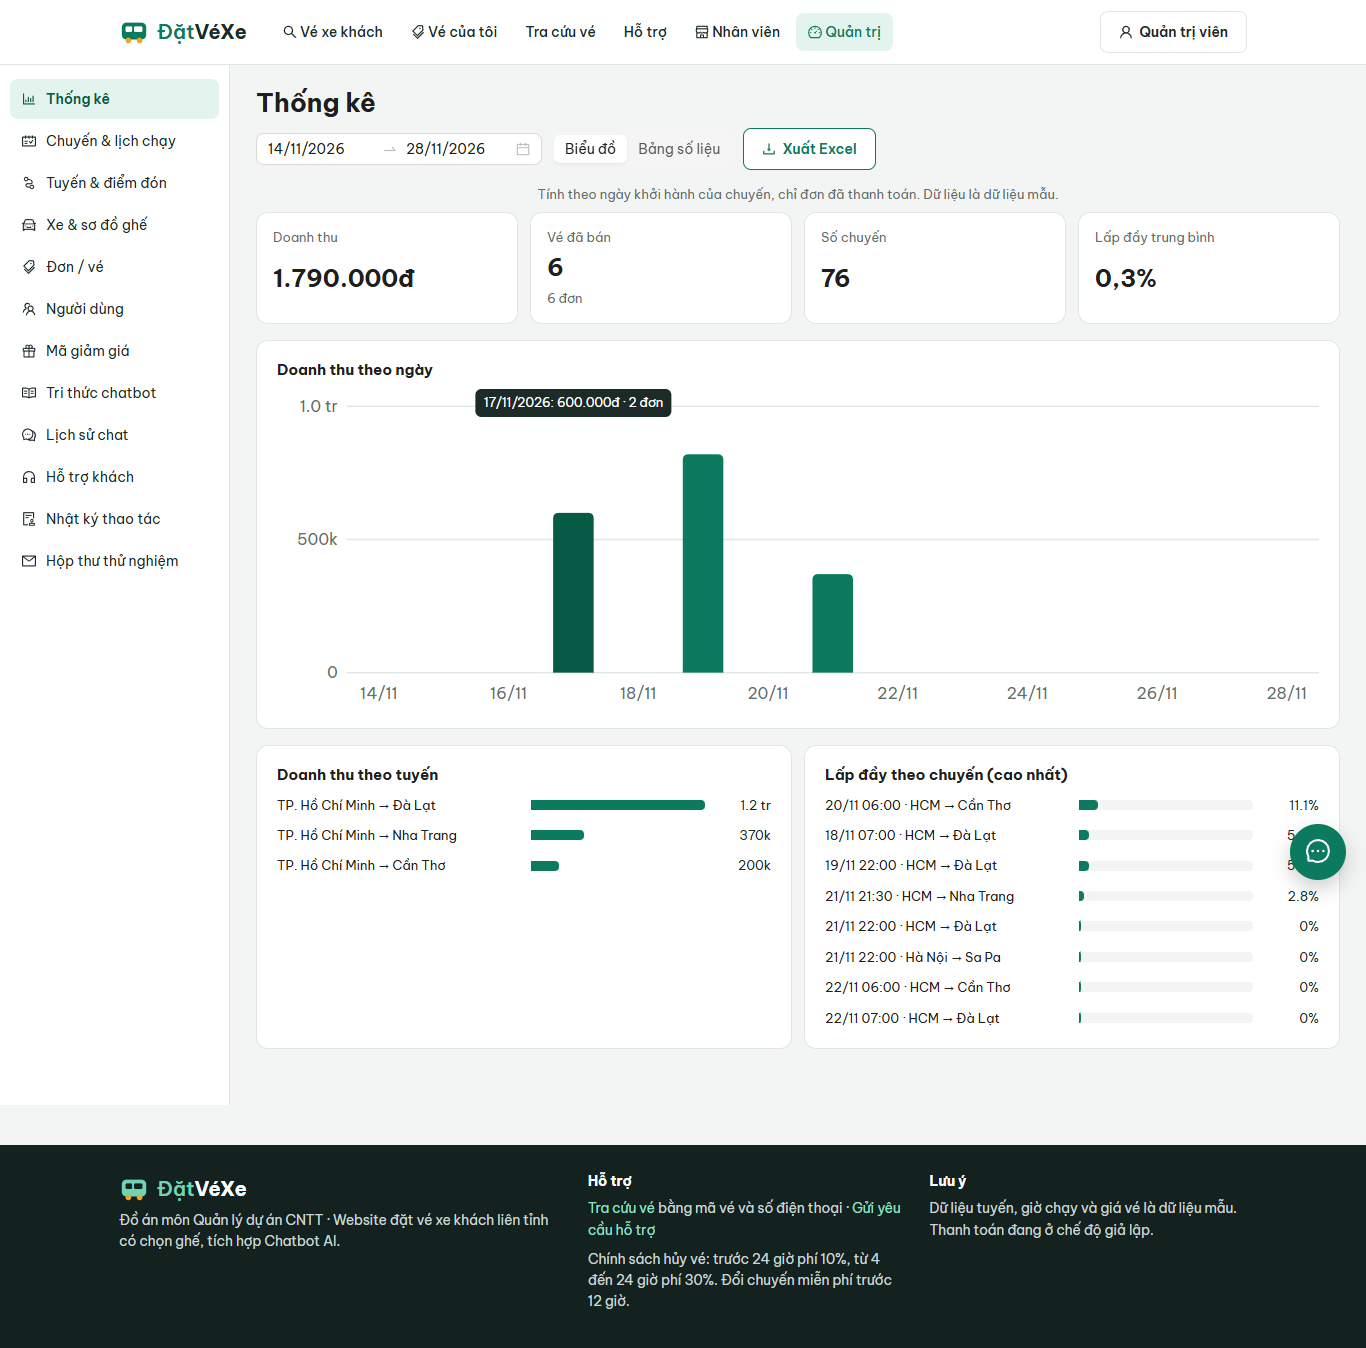 ĐặtVéXe
Vé xe khách
Vé của tôi
Tra cứu vé
Hỗ trợ
Nhân viên
Quản trị
Quản trị viên
Thống kê
Chuyến & lịch chạy
Tuyến & điểm đón
Xe & sơ đồ ghế
Đơn / vé
Người dùng
Mã giảm giá
Tri thức chatbot
Lịch sử chat
Hỗ trợ khách
Nhật ký thao tác
Hộp thư thử nghiệm
Thống kê
14/11/2026 → 28/11/2026
Biểu đồ
Bảng số liệu
Xuất Excel
Tính theo ngày khởi hành của chuyến, chỉ đơn đã thanh toán. Dữ liệu là dữ liệu mẫu.
Doanh thu
1.790.000đ
Vé đã bán
6
6 đơn
Số chuyến
76
Lấp đầy trung bình
0,3%
Doanh thu theo ngày
17/11/2026: 600.000đ · 2 đơn
1.0 tr
500k
0
14/11 16/11 18/11 20/11 22/11 24/11 26/11 28/11
Doanh thu theo tuyến
TP. Hồ Chí Minh → Đà Lạt 1.2 tr
TP. Hồ Chí Minh → Nha Trang 370k
TP. Hồ Chí Minh → Cần Thơ 200k
Lấp đầy theo chuyến (cao nhất)
20/11 06:00 · HCM → Cần Thơ 11.1%
18/11 07:00 · HCM → Đà Lạt
19/11 22:00 · HCM → Đà Lạt
21/11 21:30 · HCM → Nha Trang 2.8%
21/11 22:00 · HCM → Đà Lạt 0%
21/11 22:00 · Hà Nội → Sa Pa 0%
22/11 06:00 · HCM → Cần Thơ 0%
22/11 07:00 · HCM → Đà Lạt 0%
ĐặtVéXe
Đồ án môn Quản lý dự án CNTT · Website đặt vé xe khách liên tỉnh
có chọn ghế, tích hợp Chatbot AI.
Hỗ trợ
Tra cứu vé bằng mã vé và số điện thoại · Gửi yêu
cầu hỗ trợ
Chính sách hủy vé: trước 24 giờ phí 10%, từ 4
đến 24 giờ phí 30%. Đổi chuyến miễn phí trước
12 giờ.
Lưu ý
Dữ liệu tuyến, giờ chạy và giá vé là dữ liệu mẫu.
Thanh toán đang ở chế độ giả lập.